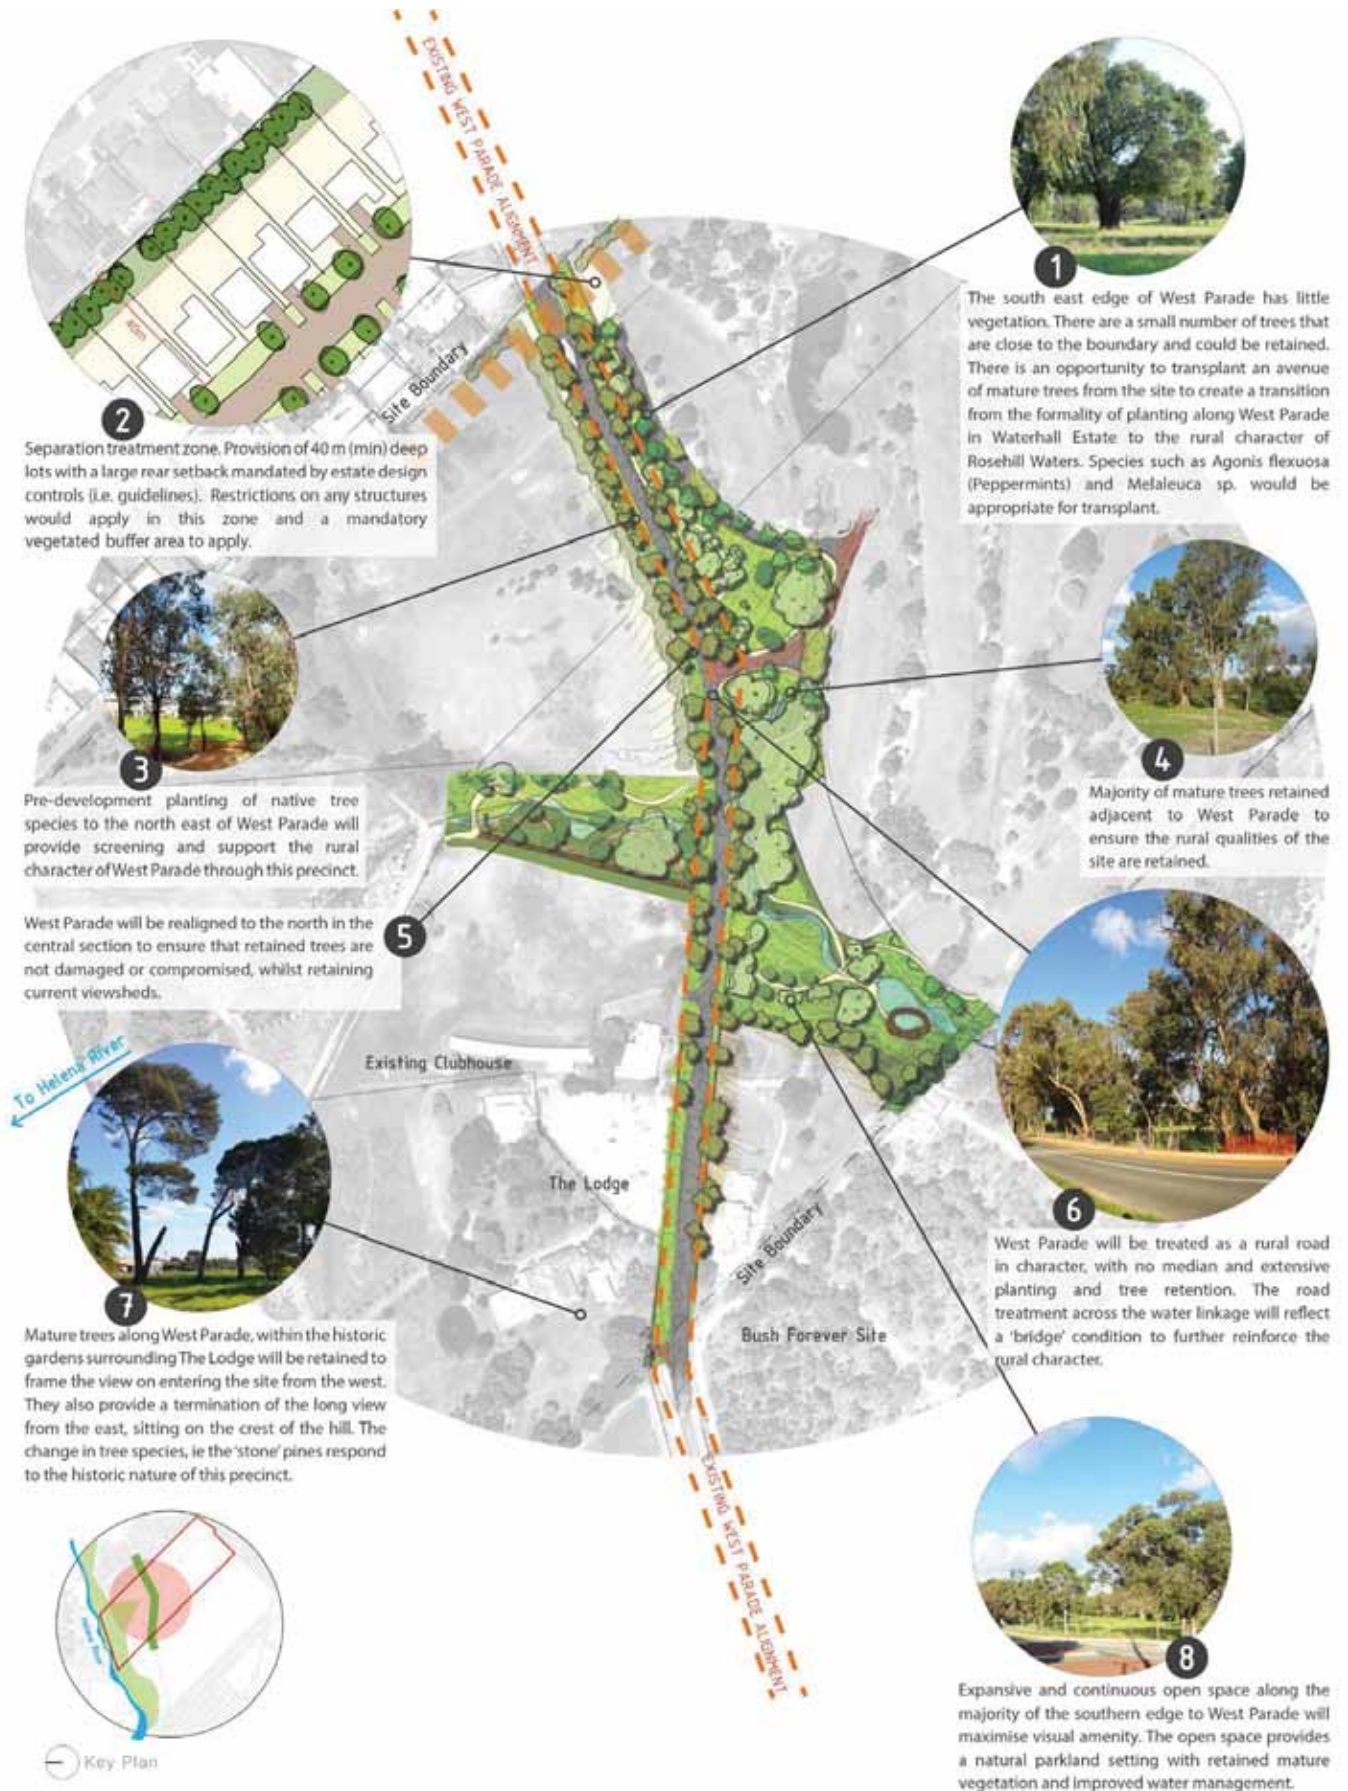 EXISTING WEST PARADE ALIGNMENT
1
The south east edge of West Parade has little
vegetation. There are a small number of trees that
are close to the boundary and could be retained.
There is an opportunity to transplant an avenue
of mature trees from the site to create a transition
from the formality of planting along West Parade
in Waterhall Estate to the rural character of
Rosehill Waters. Species such as Agonis flexuosa
(Peppermints) and Melaleuca sp. would be
appropriate for transplant.
40m
2
Separation treatment zone. Provision of 40 m (min) deep
lots with a large rear setback mandated by estate design
controls (i.e. guidelines). Restrictions on any structures
would apply in this zone and a mandatory
vegetated buffer area to apply.
Site Boundary
3
Pre-development planting of native tree
species to the north east of West Parade will
provide screening and support the rural
character of West Parade through this precinct.
4
Majority of mature trees retained
adjacent to West Parade to
ensure the rural qualities of the
site are retained.
5
West Parade will be realigned to the north in the
central section to ensure that retained trees are
not damaged or compromised, whilst retaining
current viewsheds.
To Helena River
Existing Clubhouse
The Lodge
Site Boundary
Bush Forever Site
6
West Parade will be treated as a rural road
in character, with no median and extensive
planting and tree retention. The road
treatment across the water linkage will reflect
a 'bridge' condition to further reinforce the
rural character.
7
Mature trees along West Parade, within the historic
gardens surrounding The Lodge will be retained to
frame the view on entering the site from the west.
They also provide a termination of the long view
from the east, sitting on the crest of the hill. The
change in tree species, ie the 'stone' pines respond
to the historic nature of this precinct.
EXISTING WEST PARADE ALIGNMENT
8
Expansive and continuous open space along the
majority of the southern edge to West Parade will
maximise visual amenity. The open space provides
a natural parkland setting with retained mature
vegetation and improved water management.
Key Plan